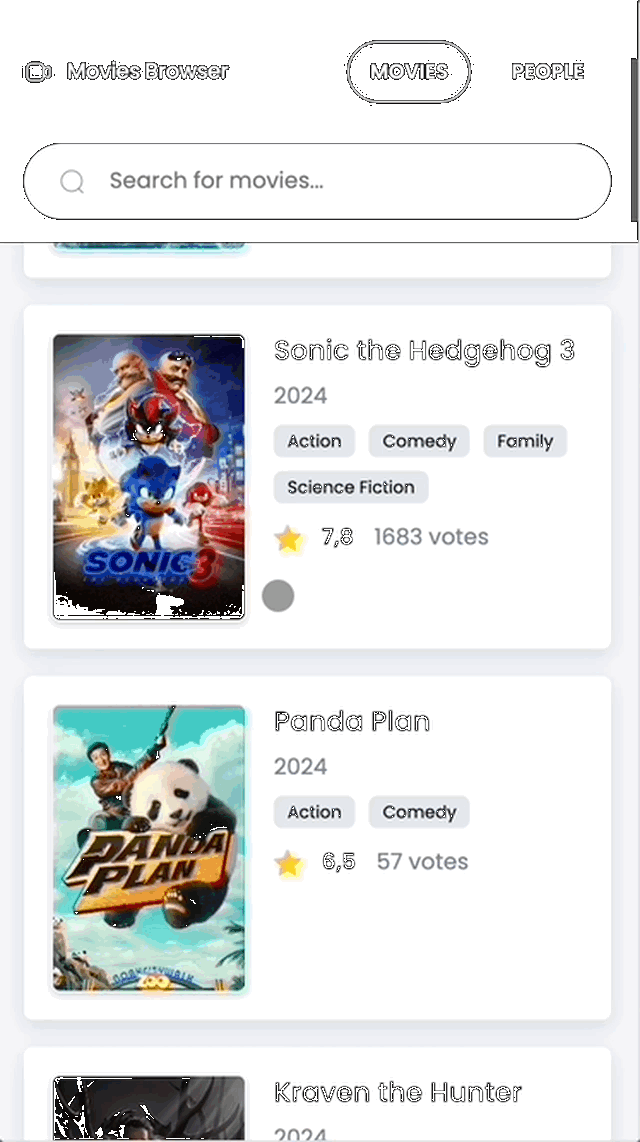 Movies Browser
MOVIES
PEOPLE
Search for movies...
Sonic the Hedgehog 3
2024
Action Comedy Family
Science Fiction
7,8 1683 votes
SONIC 3
Panda Plan
2024
Action Comedy
6,5 57 votes
PANDA
PLAN
ZOO
Kraven the Hunter
2024